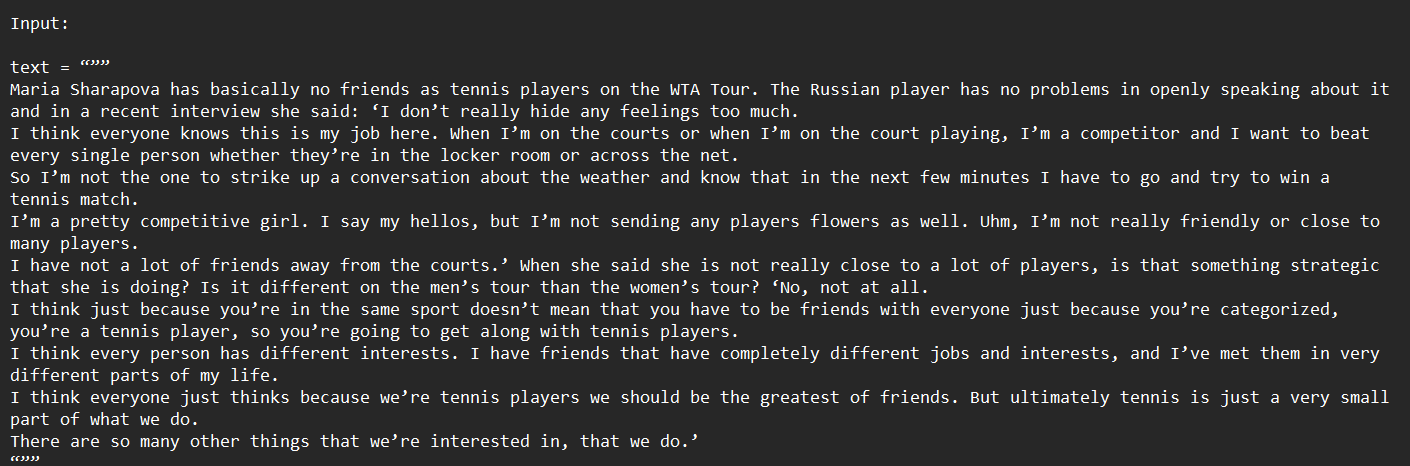 Input:
text = “””
Maria Sharapova has basically no friends as tennis players on the WTA Tour. The Russian player has no problems in openly speaking about it
and in a recent interview she said: ‘I don’t really hide any feelings too much.
I think everyone knows this is my job here. When I’m on the courts or when I’m on the court playing, I’m a competitor and I want to beat
every single person whether they’re in the locker room or across the net.
So I’m not the one to strike up a conversation about the weather and know that in the next few minutes I have to go and try to win a
tennis match.
I’m a pretty competitive girl. I say my hellos, but I’m not sending any players flowers as well. Uhm, I’m not really friendly or close to
many players.
I have not a lot of friends away from the courts.’ When she said she is not really close to a lot of players, is that something strategic
that she is doing? Is it different on the men’s tour than the women’s tour? ‘No, not at all.
I think just because you’re in the same sport doesn’t mean that you have to be friends with everyone just because you’re categorized,
you’re a tennis player, so you’re going to get along with tennis players.
I think every person has different interests. I have friends that have completely different jobs and interests, and I’ve met them in very
different parts of my life.
I think everyone just thinks because we’re tennis players we should be the greatest of friends. But ultimately tennis is just a very small
part of what we do.
There are so many other things that we’re interested in, that we do.’
“””